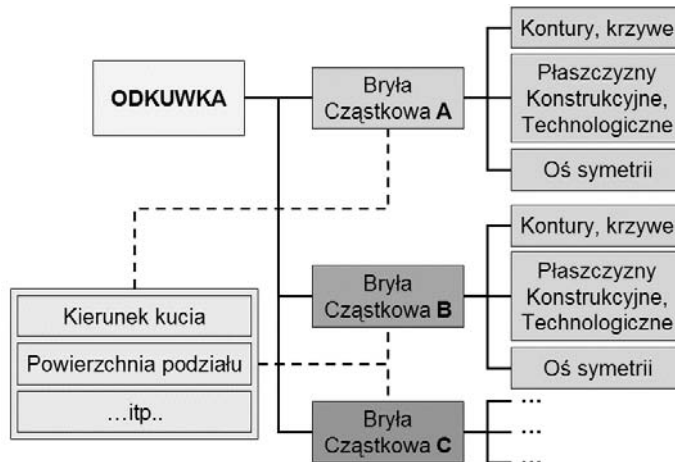 ODKUWKA
Bryła
Cząstkowa A
Kontury, krzywe
Płaszczyzny
Konstrukcyjne,
Technologiczne
Oś symetrii
Bryła
Cząstkowa B
Kontury, krzywe
Płaszczyzny
Konstrukcyjne,
Technologiczne
Oś symetrii
Kierunek kucia
Powierzchnia podziału
...itp..
Bryła
Cząstkowa C
...
...
...